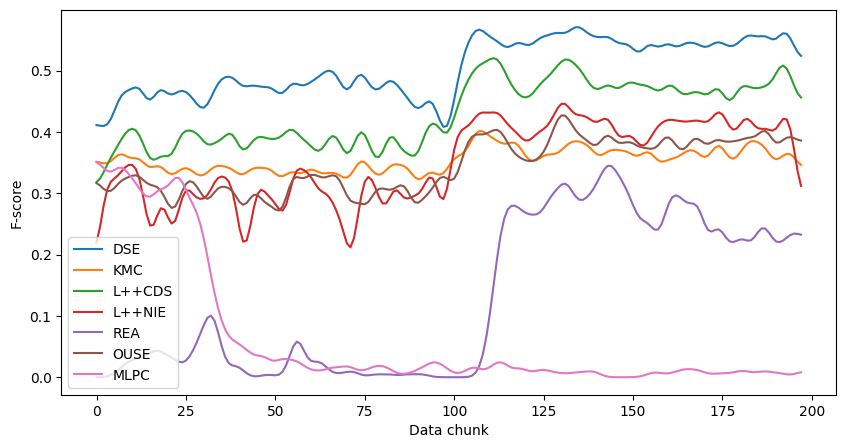 F-score
0.5
0.4
0.3
0.2
0.1
0.0
DSE
KMC
L++CDS
L++NIE
REA
OUSE
MLPC
0 25 50 75 100 125 150 175 200
Data chunk